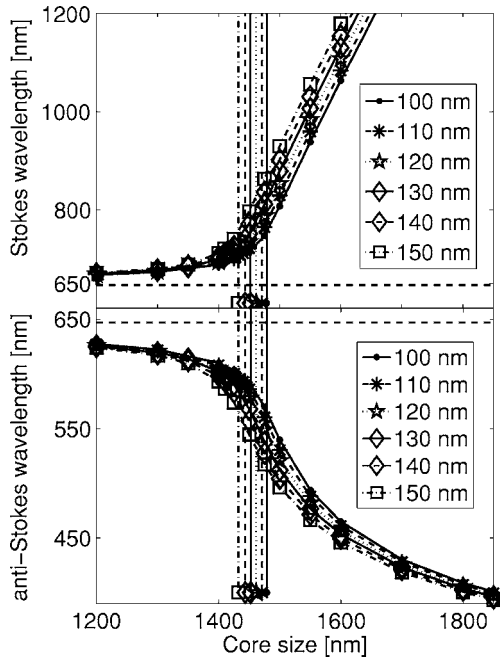 1200
1000
800
650
Stokes wavelength [nm]
100 nm
110 nm
120 nm
130 nm
140 nm
150 nm
650
550
450
anti-Stokes wavelength [nm]
100 nm
110 nm
120 nm
130 nm
140 nm
150 nm
1200 1400 1600 1800
Core size [nm]